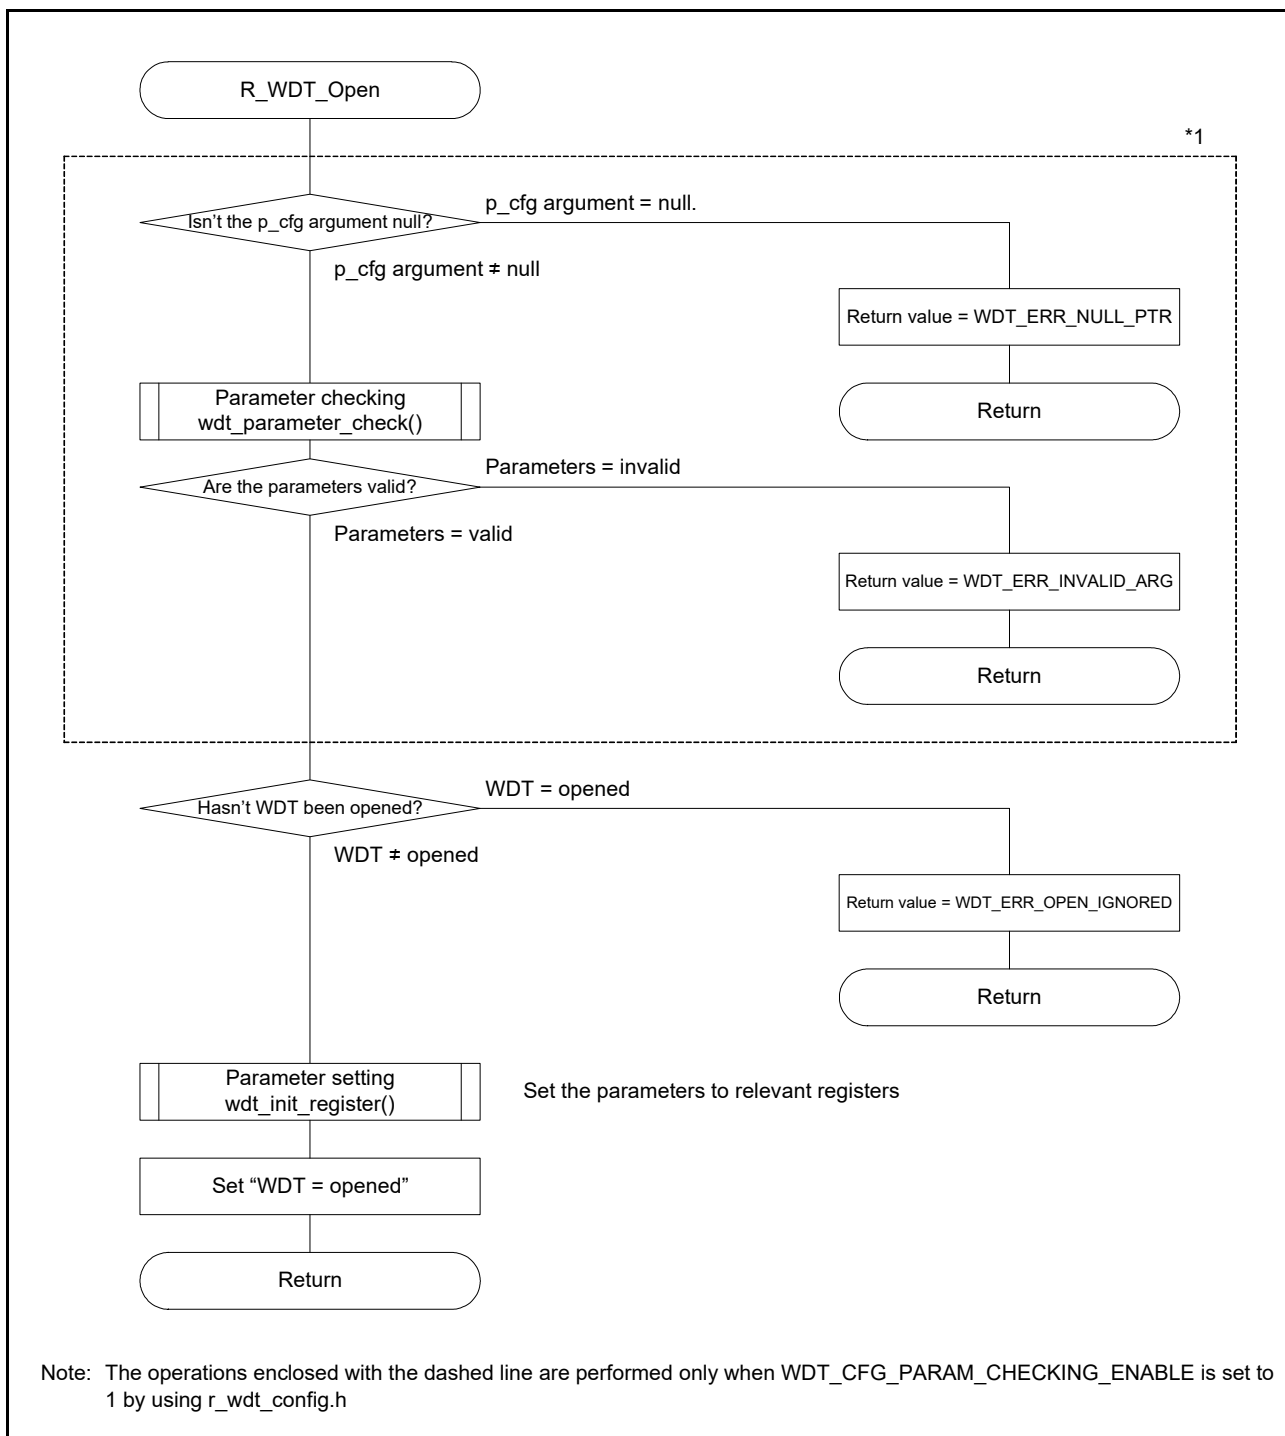 R_WDT_Open
*1
Isn't the p_cfg argument null?
p_cfg argument = null.
p_cfg argument ≠ null
Return value = WDT_ERR_NULL_PTR
Return
Parameter checking
wdt_parameter_check()
Are the parameters valid?
Parameters = invalid
Parameters = valid
Return value = WDT_ERR_INVALID_ARG
Return
Hasn't WDT been opened?
WDT = opened
WDT ≠ opened
Return value = WDT_ERR_OPEN_IGNORED
Return
Parameter setting
wdt_init_register()
Set the parameters to relevant registers
Set “WDT = opened”
Return
Note: The operations enclosed with the dashed line are performed only when WDT_CFG_PARAM_CHECKING_ENABLE is set to
1 by using r_wdt_config.h